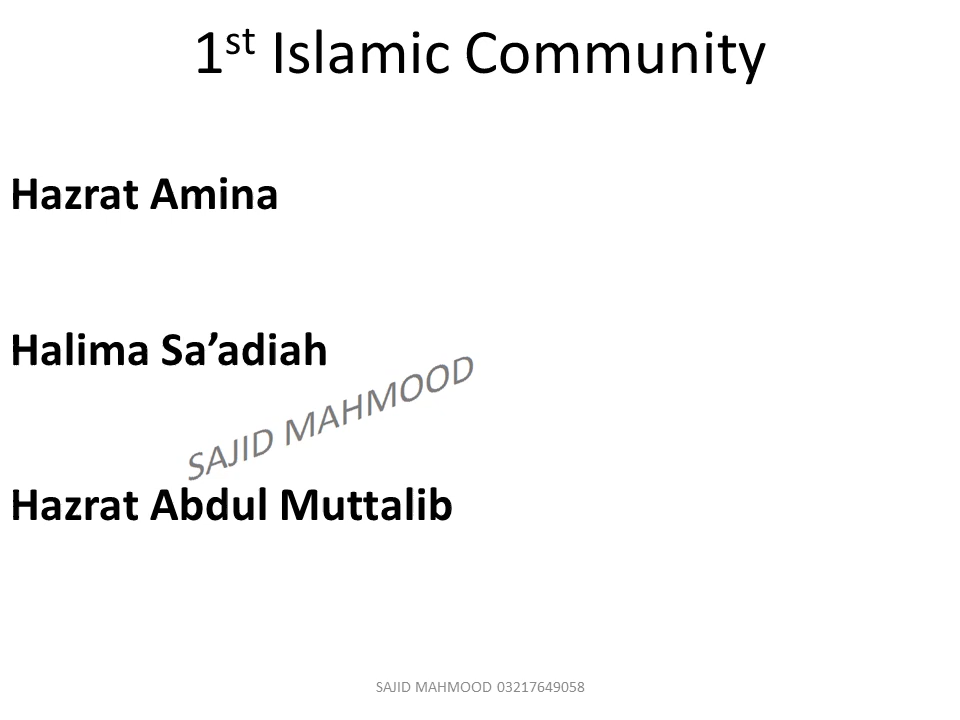 1st Islamic Community
Hazrat Amina
Halima Sa’adiah
SAJID MAHMOOD
Hazrat Abdul Muttalib
SAJID MAHMOOD 03217649058